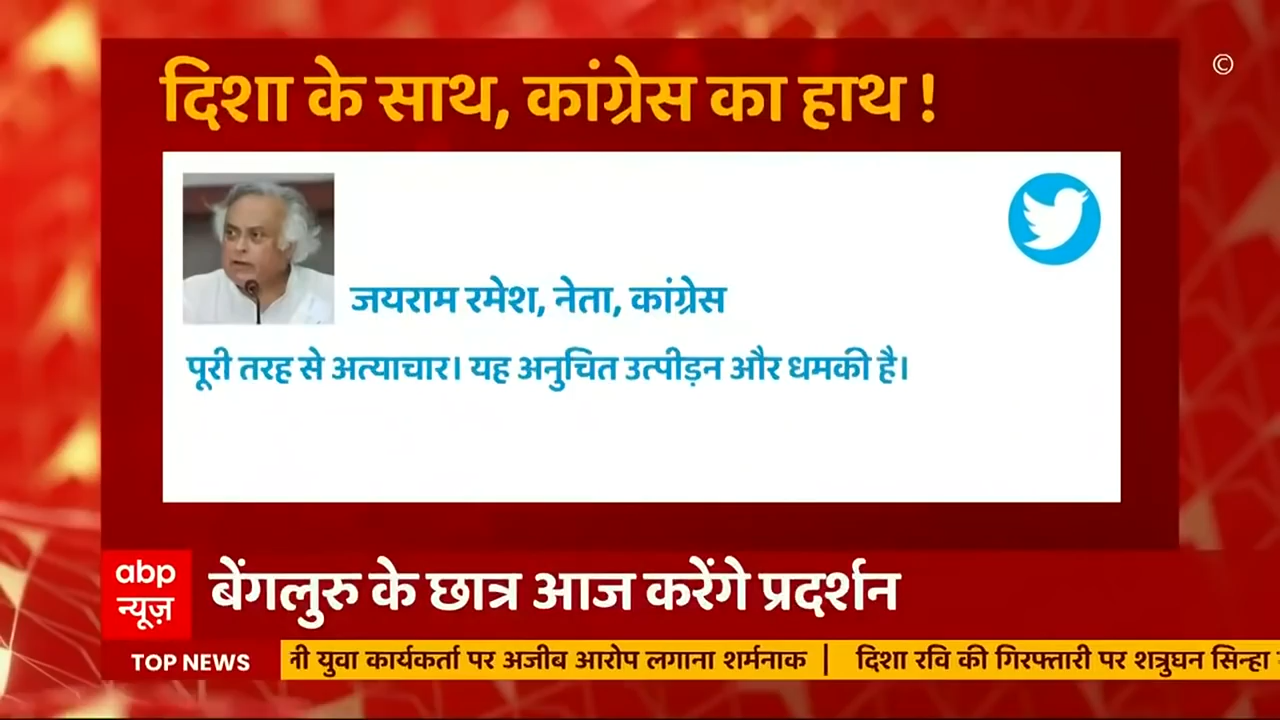 दिशा के साथ, कांग्रेस का हाथ !
©
जयराम रमेश, नेता, कांग्रेस
पूरी तरह से अत्याचार। यह अनुचित उत्पीड़न और धमकी है।
abp
न्यूज़
बेंगलुरु के छात्र आज करेंगे प्रदर्शन
TOP NEWS
युवा कार्यकर्ता पर अजीब आरोप लगाना शर्मनाक | दिशा रवि की गिरफ्तारी पर शत्रुघन सिन्हा